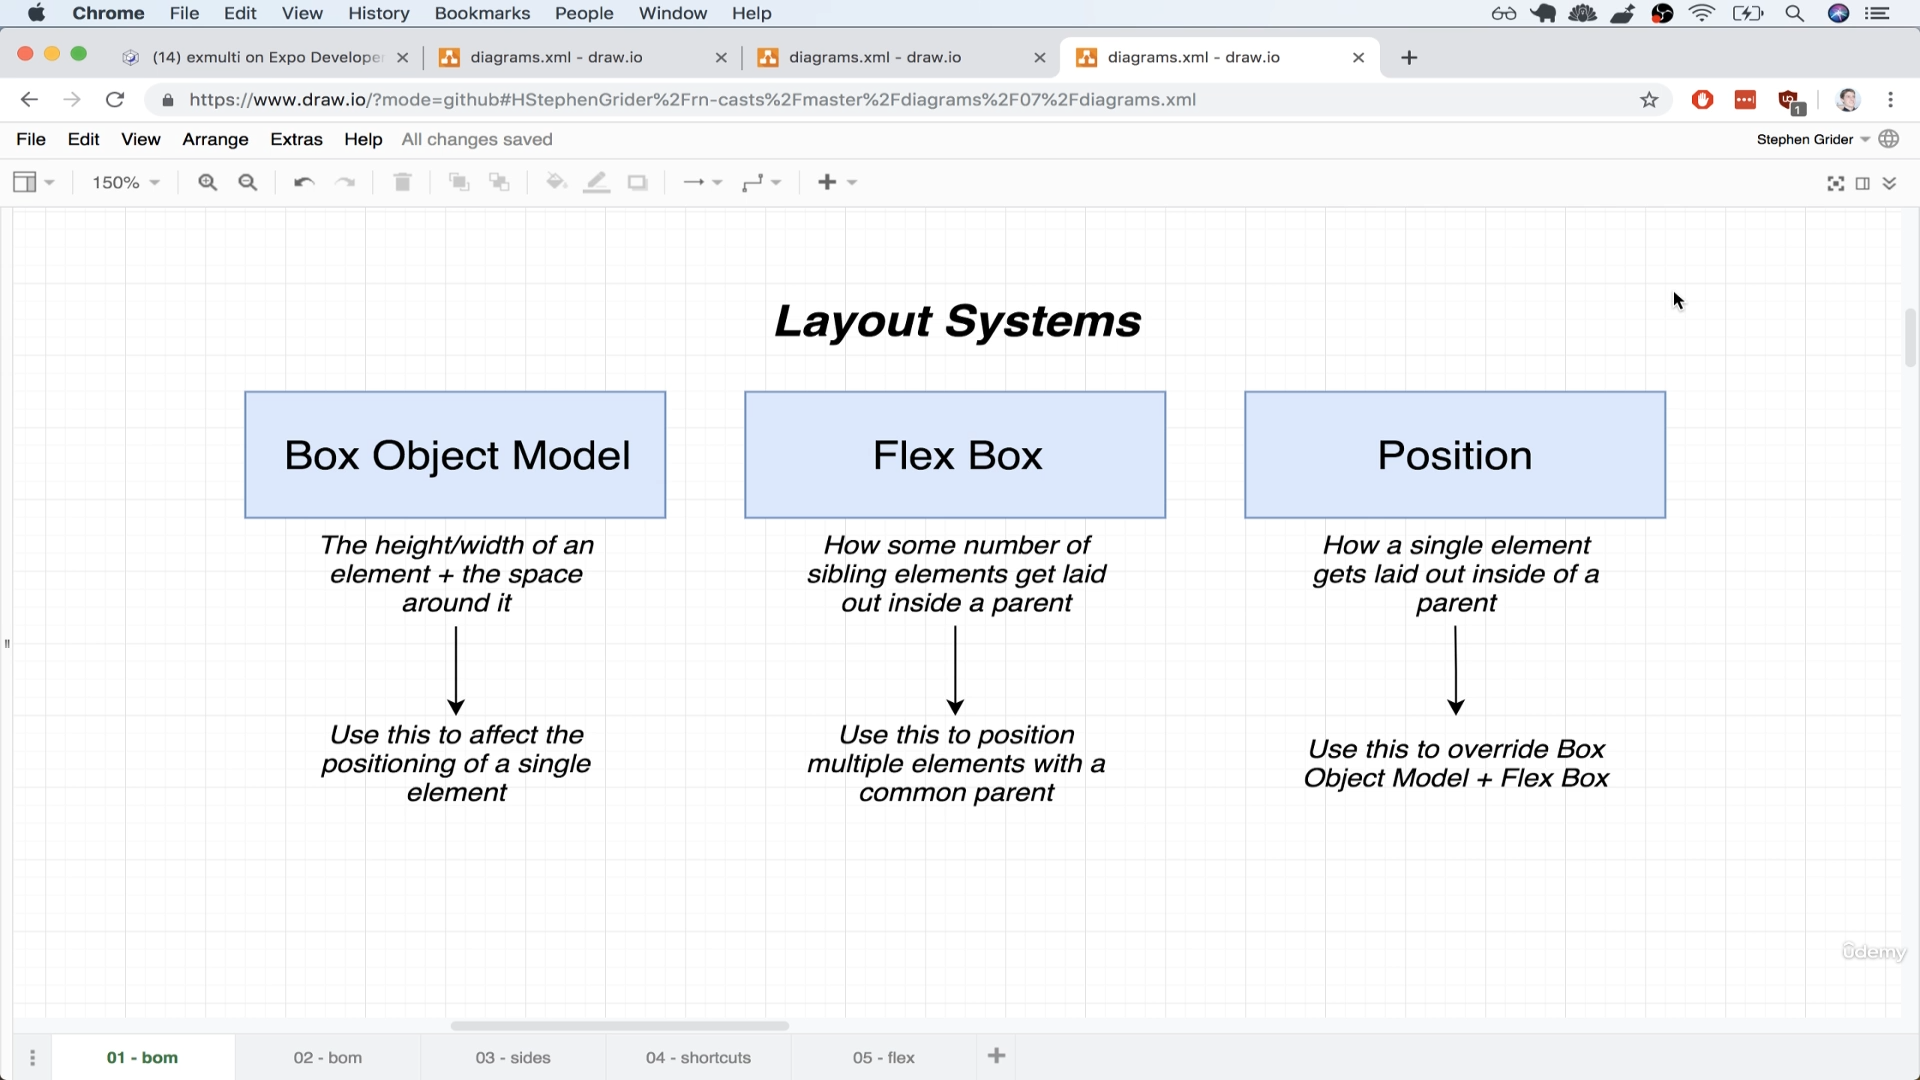 Chrome File Edit View History Bookmarks People Window Help
(14) exmulti on Expo Develope diagrams.xml - draw.io diagrams.xml - draw.io diagrams.xml - draw.io
https://www.draw.io/?mode=github#HStephenGrider%2Frn-casts%2Fmaster%2Fdiagrams%2F07%2Fdiagrams.xml
1
File Edit View Arrange Extras Help All changes saved
Stephen Grider
150%
Layout Systems
Box Object Model
Flex Box
Position
The height/width of an
element + the space
around it
How some number of
sibling elements get laid
out inside a parent
How a single element
gets laid out inside of a
parent
Use this to affect the
positioning of a single
element
Use this to position
multiple elements with a
common parent
Use this to override Box
Object Model + Flex Box
ûdemy
01 - bom 02 - bom 03 - sides 04 - shortcuts 05 - flex